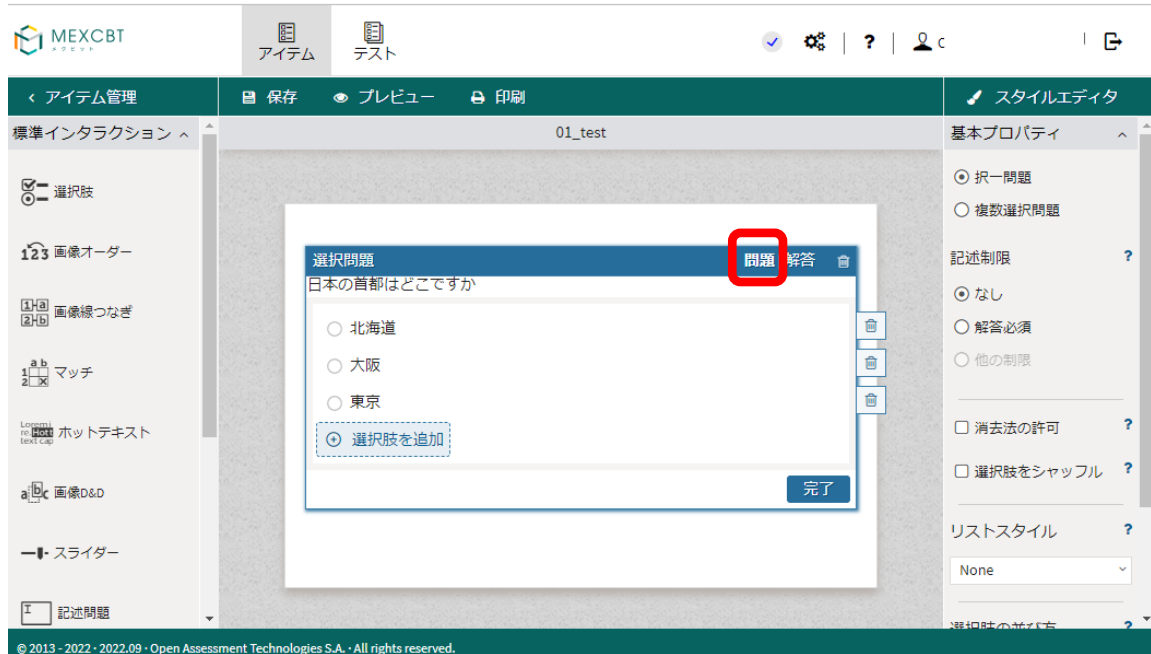 MEXCBT
メクビット
アイテム
テスト
?
アイテム管理
保存
プレビュー
印刷
スタイルエディタ
標準インタラクション
選択肢
123 画像オーダー
画像線つなぎ
マッチ
ホットテキスト
画像D&D
スライダー
記述問題
01_test
選択問題
問題 解答
日本の首都はどこですか
北海道
大阪
東京
選択肢を追加
完了
基本プロパティ
択一問題
複数選択問題
記述制限 ?
なし
解答必須
他の制限
消去法の許可 ?
選択肢をシャッフル ?
リストスタイル ?
None
© 2013 - 2022 · 2022.09 · Open Assessment Technologies S.A. · All rights reserved.